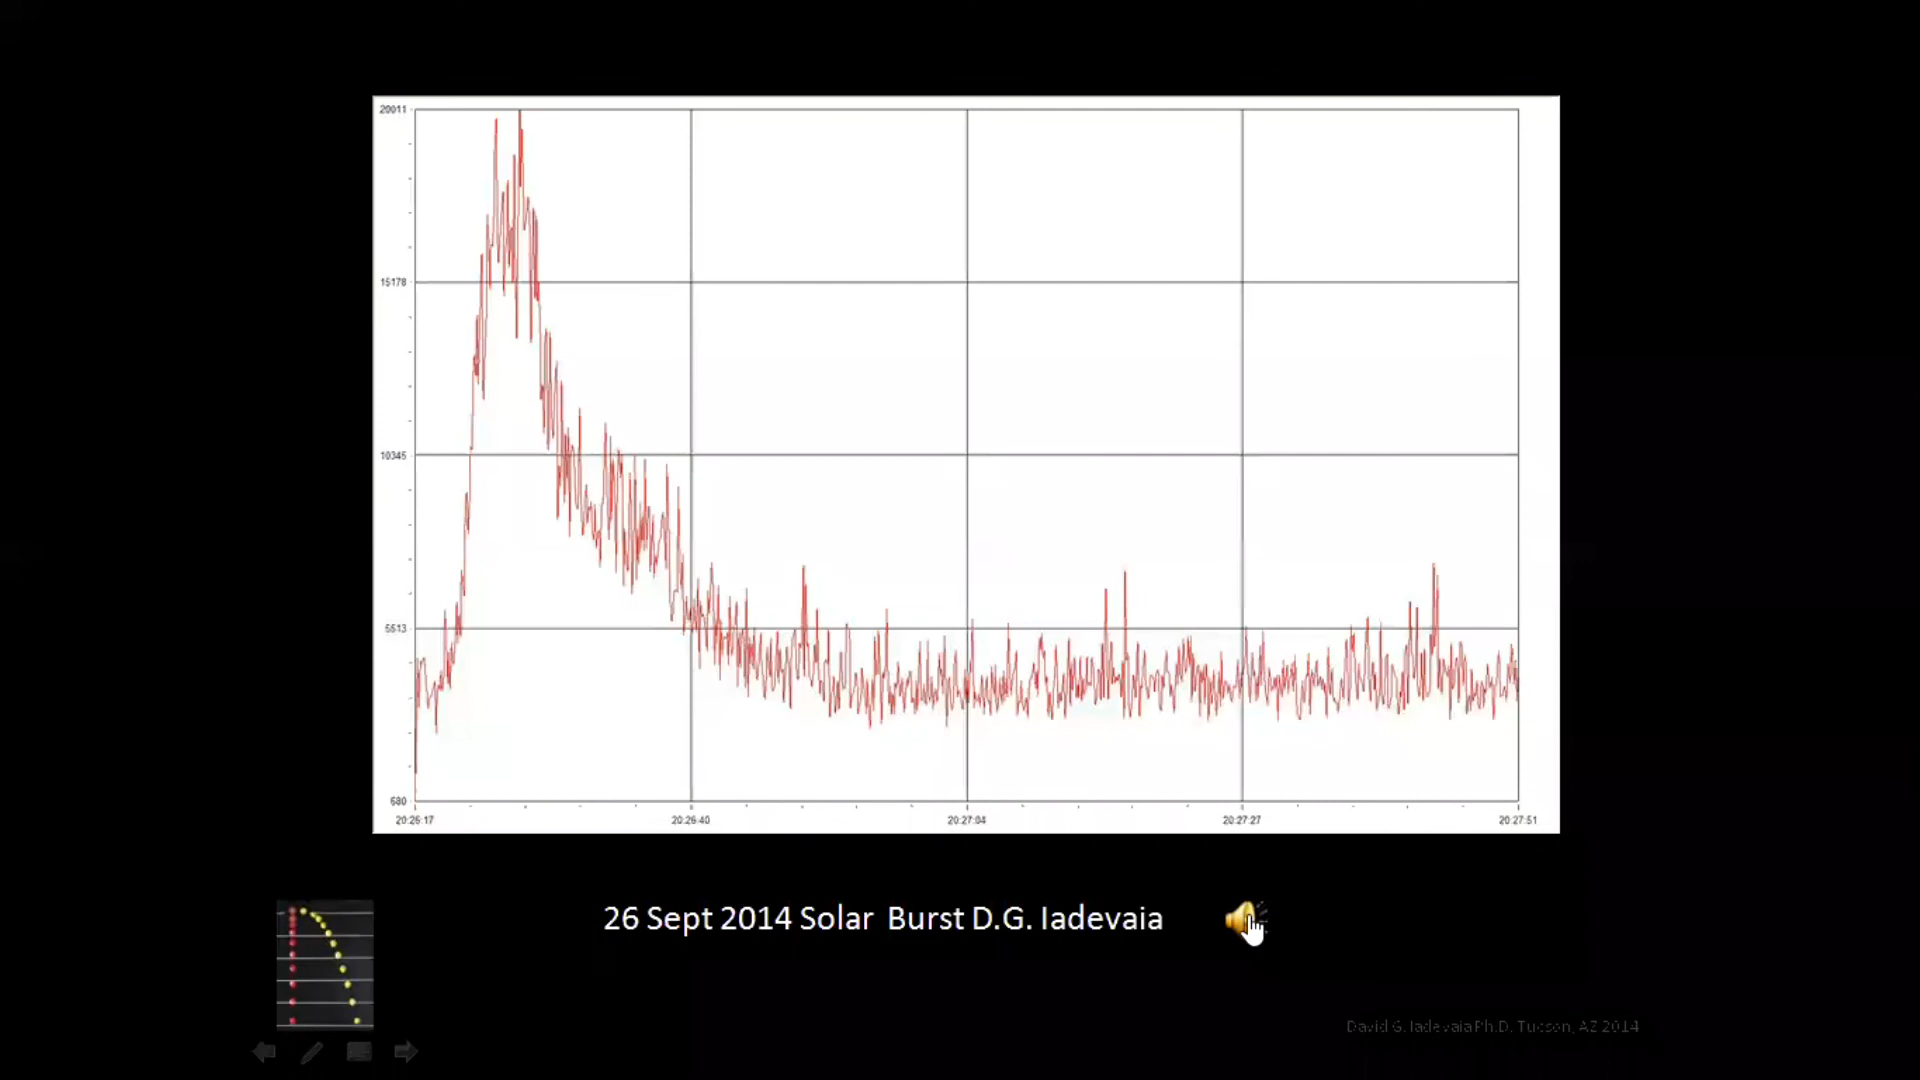 20011
15178
10345
5513
680
20:26:17 20:26:40 20:27:04 20:27:27 20:27:51
26 Sept 2014 Solar Burst D.G. Iadevaia
David G. Iadevaia Ph.D. Tucson, AZ 2014